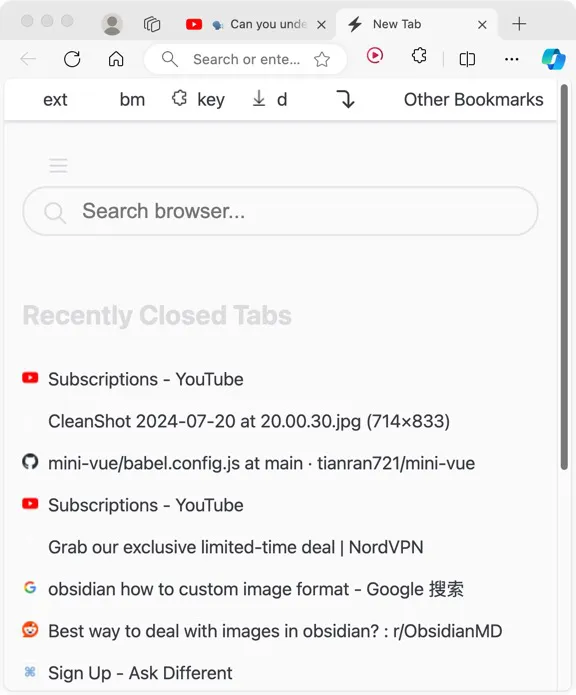 Can you unde
New Tab
Search or ente...
ext
bm
key
d
Other Bookmarks
Search browser...
Recently Closed Tabs
Subscriptions - YouTube
CleanShot 2024-07-20 at 20.00.30.jpg (714×833)
mini-vue/babel.config.js at main · tianran721/mini-vue
Subscriptions - YouTube
Grab our exclusive limited-time deal | NordVPN
obsidian how to custom image format - Google 搜索
Best way to deal with images in obsidian? : r/ObsidianMD
Sign Up - Ask Different